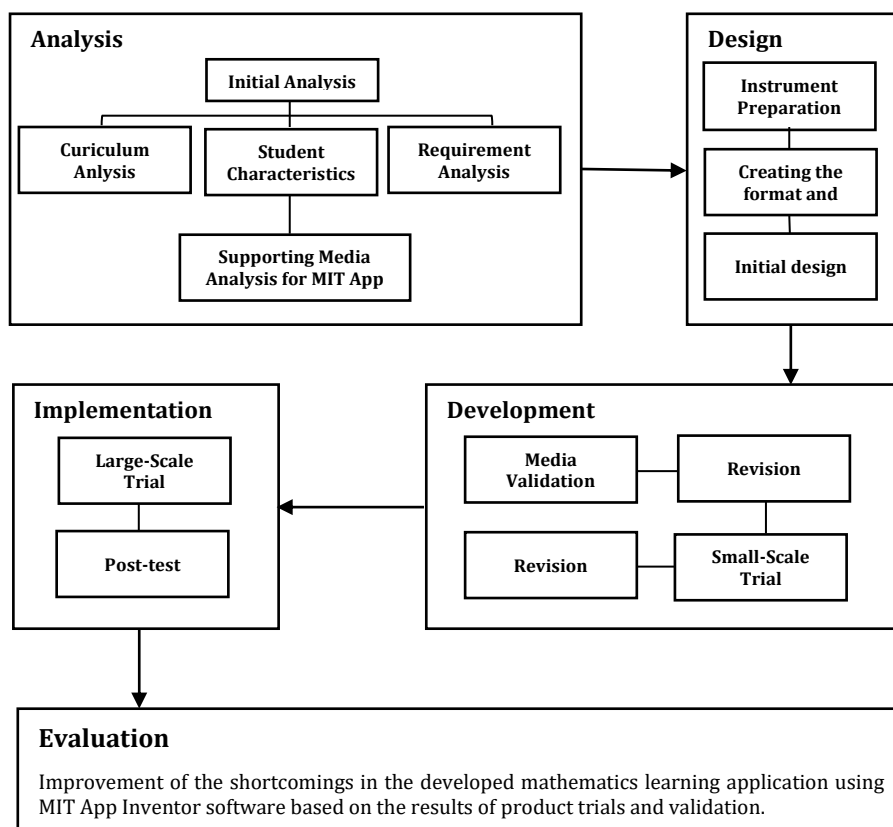 Analysis
Initial Analysis
Curiculum
Anlysis
Student
Characteristics
Requirement
Analysis
Supporting Media
Analysis for MIT App
Design
Instrument
Preparation
Creating the
format and
Initial design
Implementation
Large-Scale
Trial
Post-test
Development
Media
Validation
Revision
Revision
Small-Scale
Trial
Evaluation
Improvement of the shortcomings in the developed mathematics learning application using
MIT App Inventor software based on the results of product trials and validation.